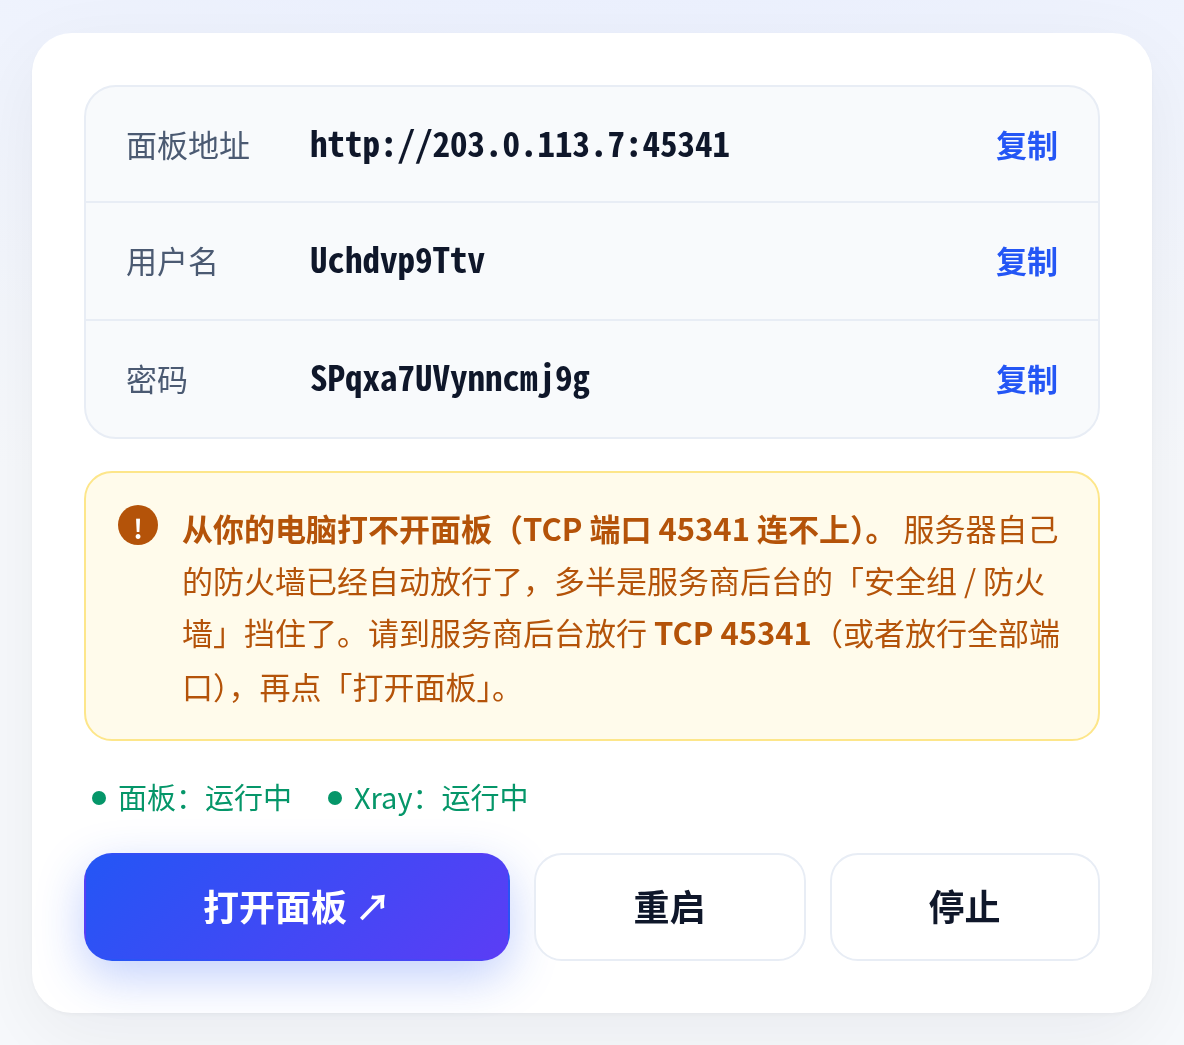 面板地址 http://203.0.113.7:45341 复制
用户名 Uchdvp9Ttv 复制
密码 SPqxa7UVynncmj9g 复制
从你的电脑打不开面板（TCP 端口 45341 连不上）。 服务器自己
的防火墙已经自动放行了，多半是服务商后台的「安全组 / 防火
墙」挡住了。请到服务商后台放行 TCP 45341（或者放行全部端
口），再点「打开面板」。
面板：运行中 Xray：运行中
打开面板 ↗ 重启 停止